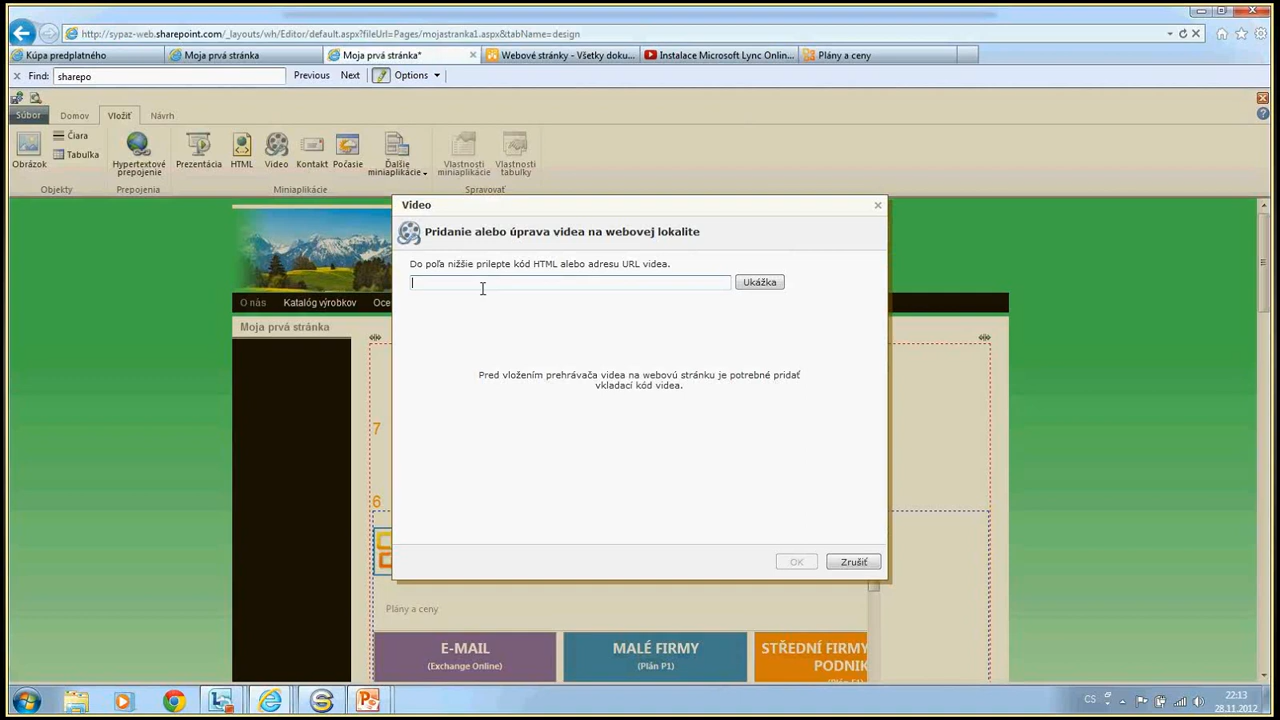 http://sypaz-web.sharepoint.com/_layouts/wh/Editor/default.aspx?fileUrl=Pages/mojastranka1.aspx&tabName=design
Kúpa predplatného
Moja prvá stránka
Moja prvá stránka*
Webové stránky - Všetky doku...
Instalace Microsoft Lync Onlin...
Plány a ceny
Find: sharepo Previous Next Options
Súbor Domov Vložiť Návrh
Obrázok
Čiara
Tabuľka
Hypertextové prepojenie
Prezentácia
HTML
Video
Kontakt
Počasie
Ďalšie miniaplikácie
Vlastnosti miniaplikácie
Vlastnosti tabuľky
Objekty Prepojenia Miniaplikácie Spravovať
Video
Pridanie alebo úprava videa na webovej lokalite
Do poľa nižšie prilepte kód HTML alebo adresu URL videa.
Ukážka
Pred vložením prehrávača videa na webovú stránku je potrebné pridať
vkladací kód videa.
OK Zrušiť
O nás Katalóg výrobkov Oce
Moja prvá stránka
7
6
Plány a ceny
E-MAIL
(Exchange Online)
MALÉ FIRMY
(Plán P1)
STŘEDNÍ FIRMY
PODNIK
CS
22:13
28.11.2012